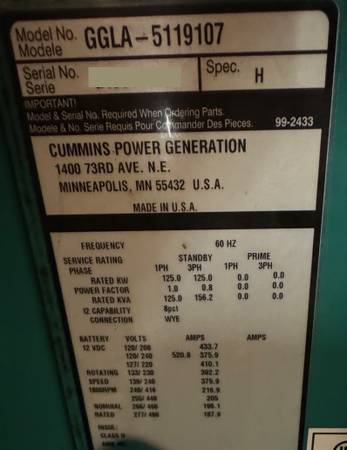 Model No. GGLA-5119107
Modele
Serial No. Spec. H
Serie
IMPORTANT!
Model & Serial No. Required When Ordering Parts.
Modele & No. Serie Requis Pour Commander Des Pieces. 99-2433
CUMMINS POWER GENERATION
1400 73RD AVE. N.E.
MINNEAPOLIS, MN 55432 U.S.A.
MADE IN U.S.A.
FREQUENCY 60 HZ
SERVICE RATING STANDBY PRIME
PHASE 1PH 3PH 1PH 3PH
RATED KW 125.0 125.0 0.0 0.0
POWER FACTOR 1.0 0.8 0.0 0.0
RATED KVA 125.0 156.2 0.0 0.0
I2 CAPABILITY 8pct
CONNECTION WYE
BATTERY VOLTS AMPS AMPS
12 VDC 120/208 433.7
120/240 520.8 375.9
127/220 410.1
ROTATING 133/230 392.2
SPEED 139/240 375.9
1800RPM 240/416 216.9
255/440 205
NOMINAL 266/460 196.1
RATED 277/480 187.9
INSUL:
CLASS H